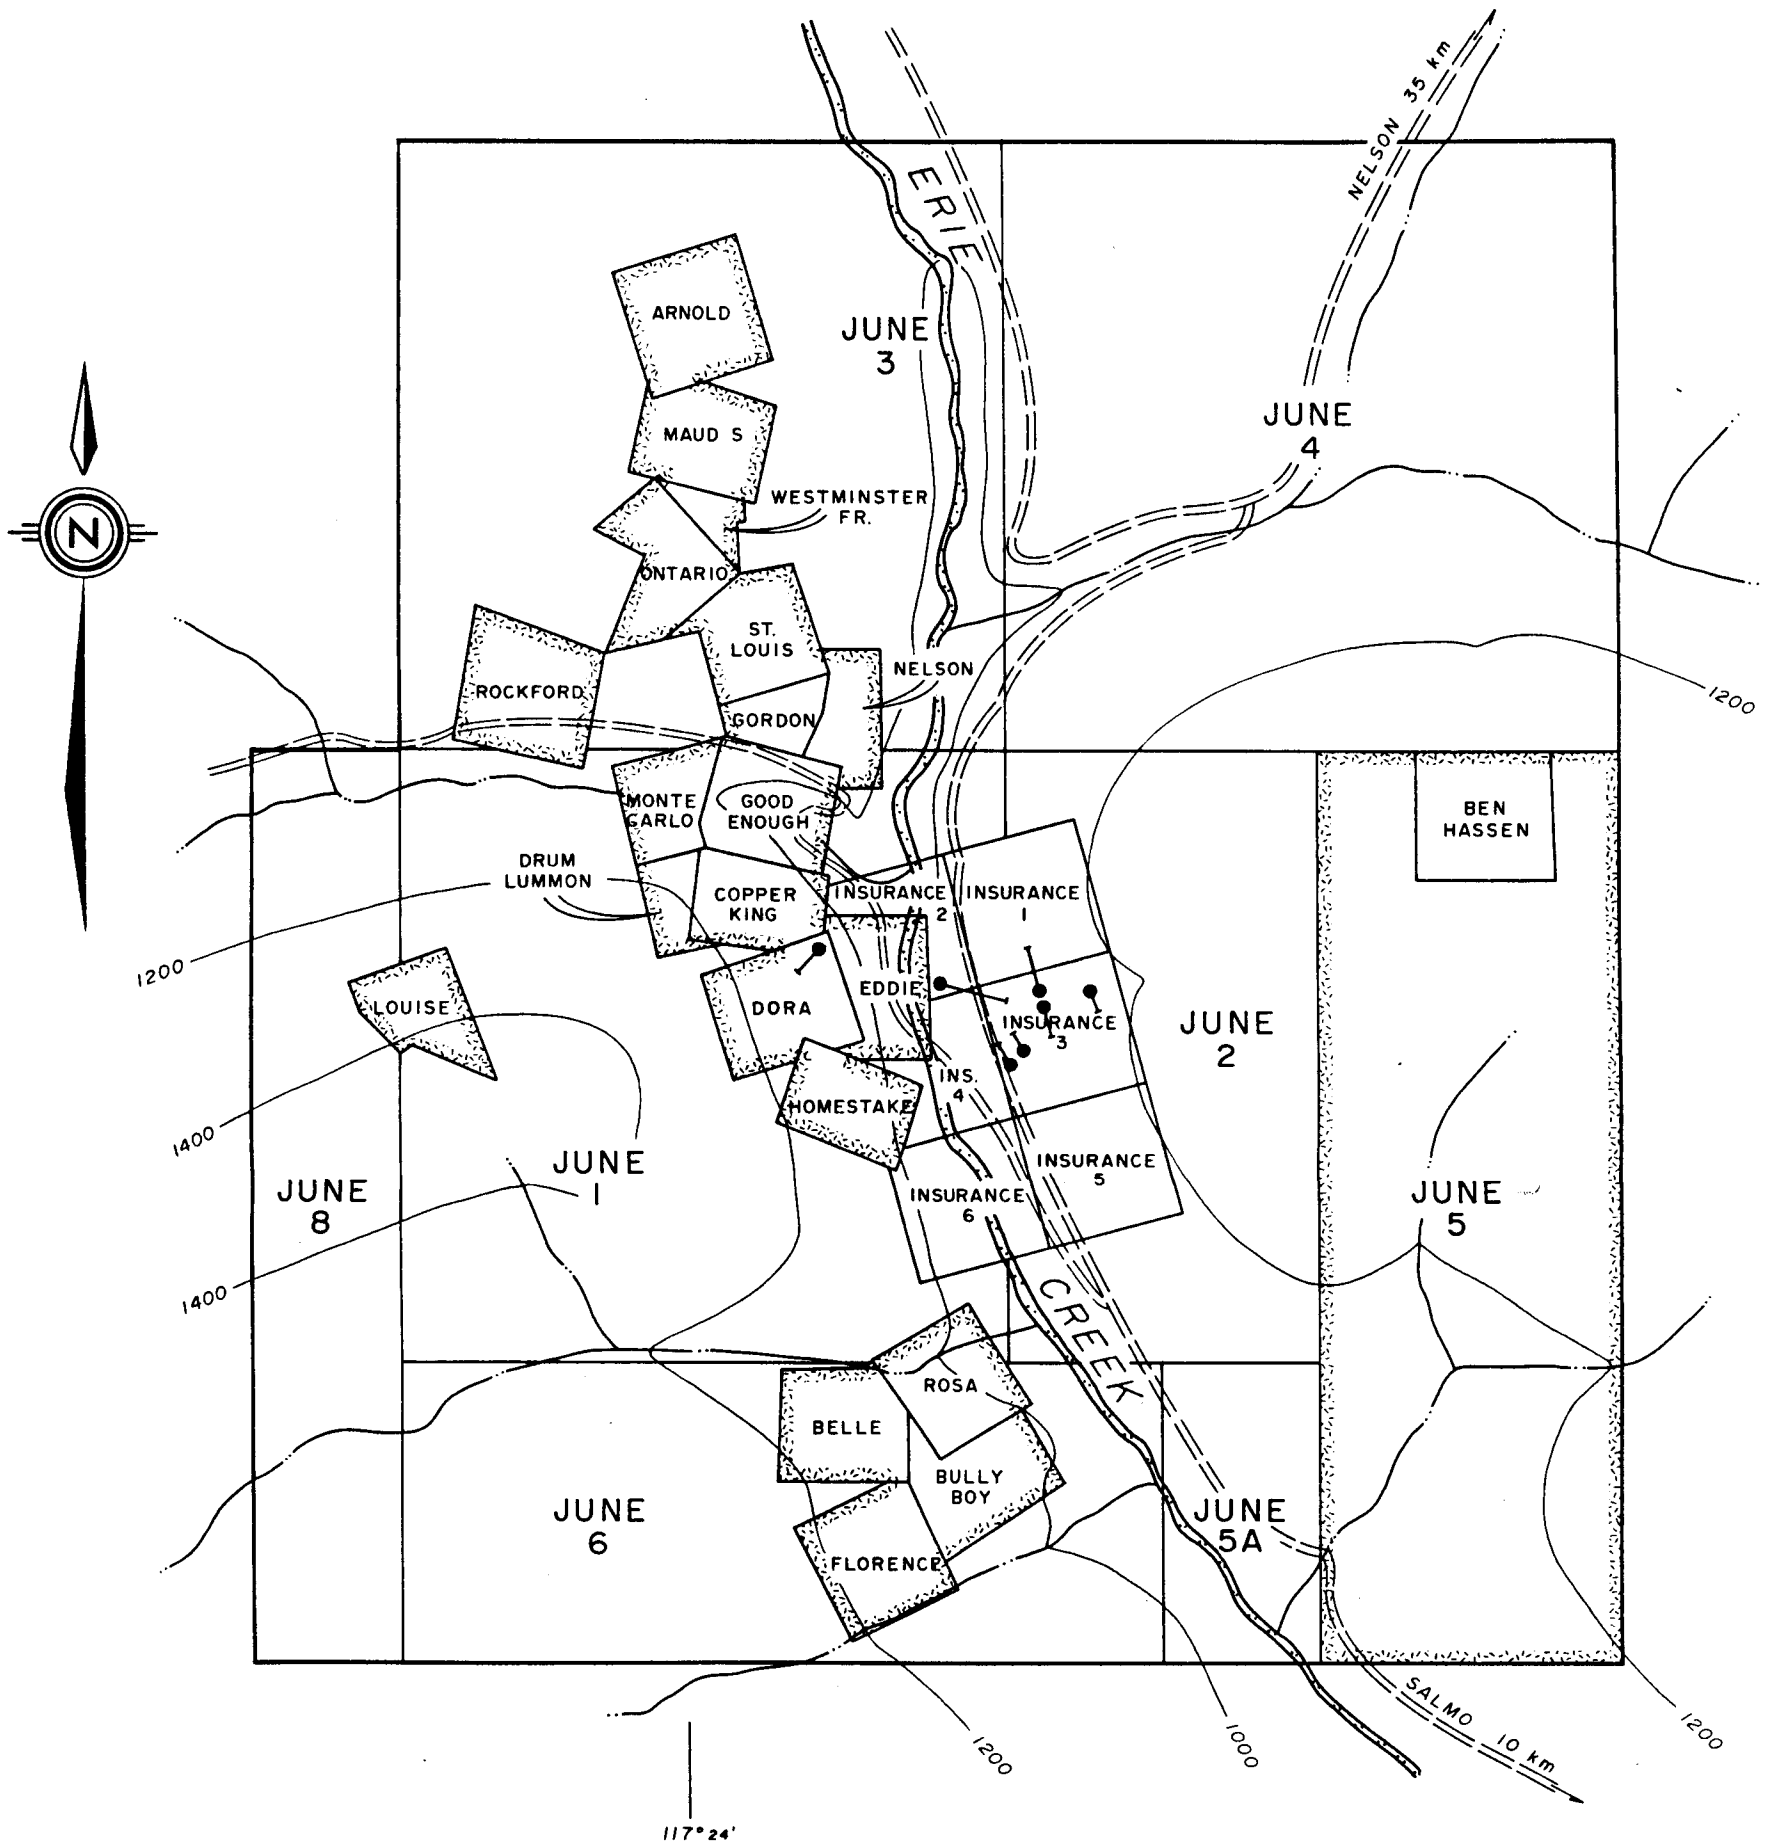 NELSON 35 km
ERIE
ARNOLD
JUNE
3
JUNE
4
MAUD S
WESTMINSTER
FR.
N
ONTARIO
ST.
LOUIS
NELSON
ROCKFORD
GORDON
1200
MONTE
CARLO
GOOD
ENOUGH
BEN
HASSEN
DRUM
LUMMON
COPPER
KING
INSURANCE
2
INSURANCE
1
1200
LOUISE
DORA
EDDIE
INSURANCE
3
JUNE
2
INS.
4
HOMESTAKE
1400
JUNE
1
INSURANCE
5
JUNE
8
INSURANCE
6
JUNE
5
1400
CREEK
ROSA
BELLE
BULLY
BOY
JUNE
6
JUNE
5A
FLORENCE
SALMO 10 km
1200
1000
1200
117° 24'